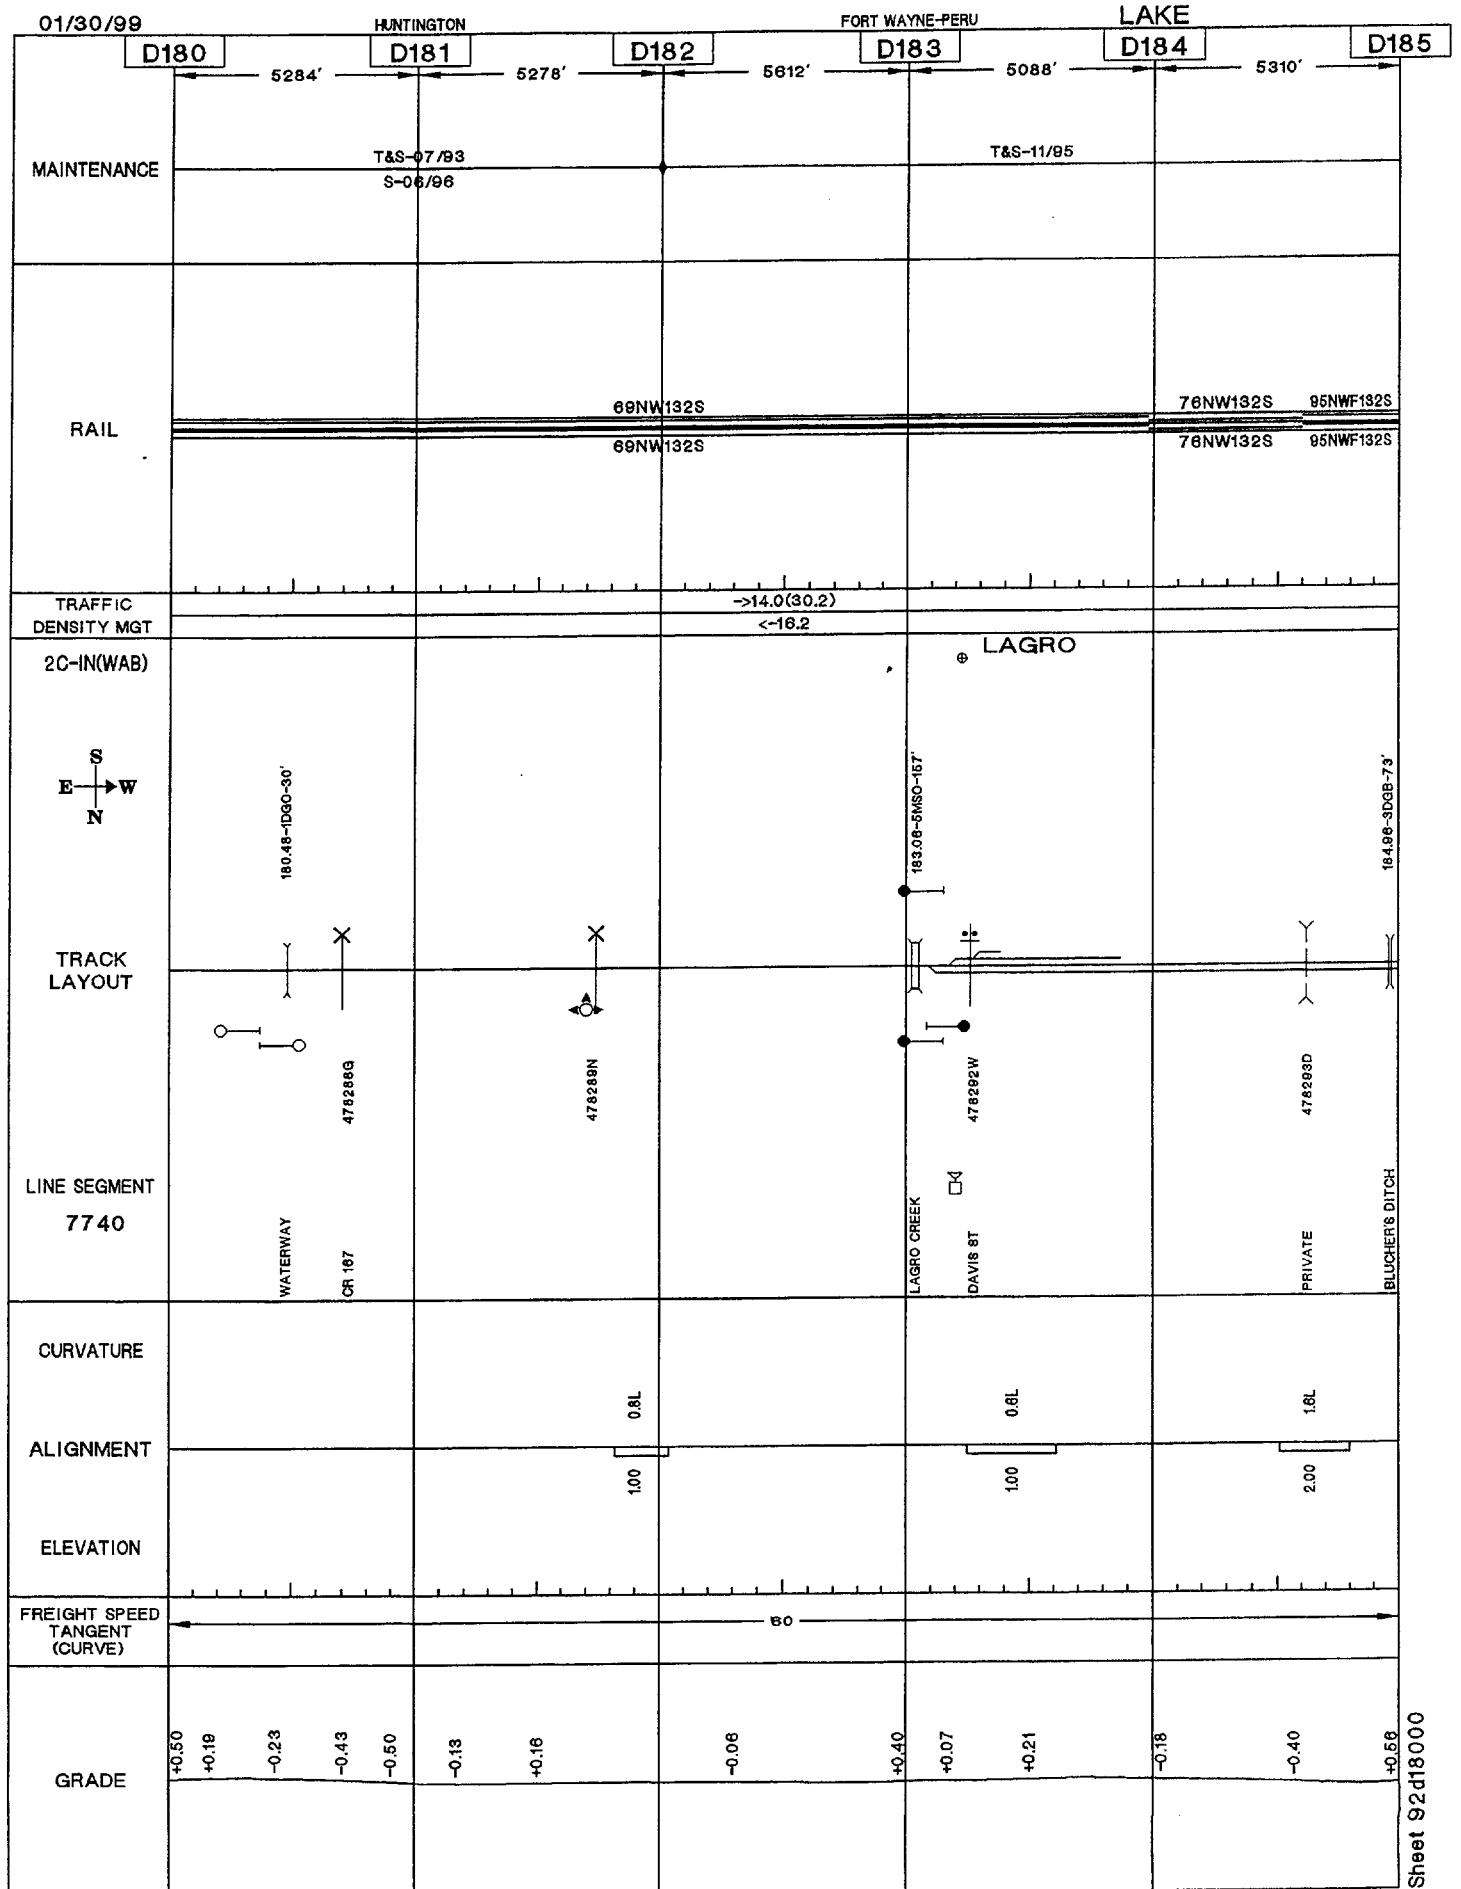 01/30/99
HUNTINGTON
FORT WAYNE-PERU
LAKE
D180
D181
D182
D183
D184
D185
5284'
5278'
5612'
5088'
5310'
MAINTENANCE
T&S-07/93
S-06/96
T&S-11/95
RAIL
69NW132S
76NW132S
95NWF132S
69NW132S
76NW132S
95NWF132S
TRAFFIC
DENSITY MGT
->14.0(30.2)
<-16.2
2C-IN(WAB)
LAGRO
S
E W
N
180.48-1DGO-30'
183.06-5MSO-157'
184.96-3DGB-73'
TRACK
LAYOUT
A
478288G
478289N
478292W
478293D
LINE SEGMENT
7740
WATERWAY
CR 167
LAGRO CREEK
DAVIS ST
PRIVATE
BLUCHER'S DITCH
CURVATURE
0.8L
0.6L
1.6L
ALIGNMENT
1.00
1.00
2.00
ELEVATION
FREIGHT SPEED
TANGENT
(CURVE)
60
GRADE
+0.50
+0.19
-0.23
-0.43
-0.50
-0.13
+0.16
-0.06
+0.40
+0.07
+0.21
-0.18
-0.40
+0.56
Sheet 92d18000